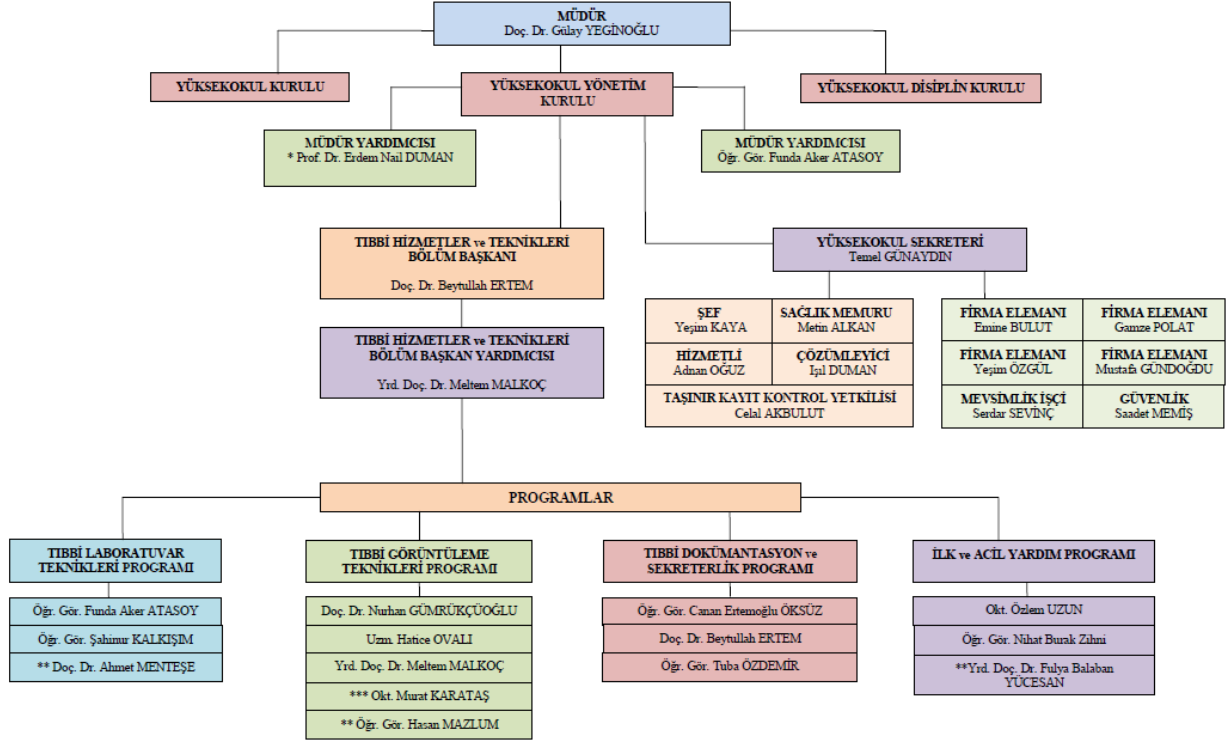 MÜDÜR
Doç. Dr. Gülay YEGİNOĞLU
YÜKSEKOKUL KURULU
YÜKSEKOKUL YÖNETİM
KURULU
YÜKSEKOKUL DİSİPLİN KURULU
MÜDÜR YARDIMCISI
* Prof. Dr. Erdem Nail DUMAN
MÜDÜR YARDIMCISI
Öğr. Gör. Funda Aker ATASOY
TIBBİ HİZMETLER ve TEKNİKLERİ
BÖLÜM BAŞKANI
Doç. Dr. Beytullah ERTEM
YÜKSEKOKUL SEKRETERİ
Temel GÜNAYDIN
TIBBİ HİZMETLER ve TEKNİKLERİ
BÖLÜM BAŞKAN YARDIMCISI
Yrd. Doç. Dr. Meltem MALKOÇ
ŞEF
Yeşim KAYA
SAĞLIK MEMURU
Metin ALKAN
HİZMETLİ
Adnan OĞUZ
ÇÖZÜMLEYİCİ
Işıl DUMAN
TAŞINIR KAYIT KONTROL YETKİLİSİ
Celal AKBULUT
FİRMA ELEMANI
Emine BULUT
FİRMA ELEMANI
Gamze POLAT
FİRMA ELEMANI
Yeşim ÖZGÜL
FİRMA ELEMANI
Mustafa GÜNDOĞDU
MEVSİMLİK İŞÇİ
Serdar SEVİNÇ
GÜVENLİK
Saadet MEMİŞ
PROGRAMLAR
TIBBİ LABORATUVAR
TEKNİKLERİ PROGRAMI
Öğr. Gör. Funda Aker ATASOY
Öğr. Gör. Şahinur KALKIŞIM
** Doç. Dr. Ahmet MENTEŞE
TIBBİ GÖRÜNTÜLEME
TEKNİKLERİ PROGRAMI
Doç. Dr. Nurhan GÜMRÜKÇÜOĞLU
Uzm. Hatice OVALI
Yrd. Doç. Dr. Meltem MALKOÇ
*** Okt. Murat KARATAŞ
** Öğr. Gör. Hasan MAZLUM
TIBBİ DOKÜMANTASYON ve
SEKRETERLİK PROGRAMI
Öğr. Gör. Canan Ertemoğlu ÖKSÜZ
Doç. Dr. Beytullah ERTEM
Öğr. Gör. Tuba ÖZDEMİR
İLK ve ACİL YARDIM PROGRAMI
Okt. Özlem UZUN
Öğr. Gör. Nihat Burak Zihni
**Yrd. Doç. Dr. Fulya Balaban
YÜCESAN